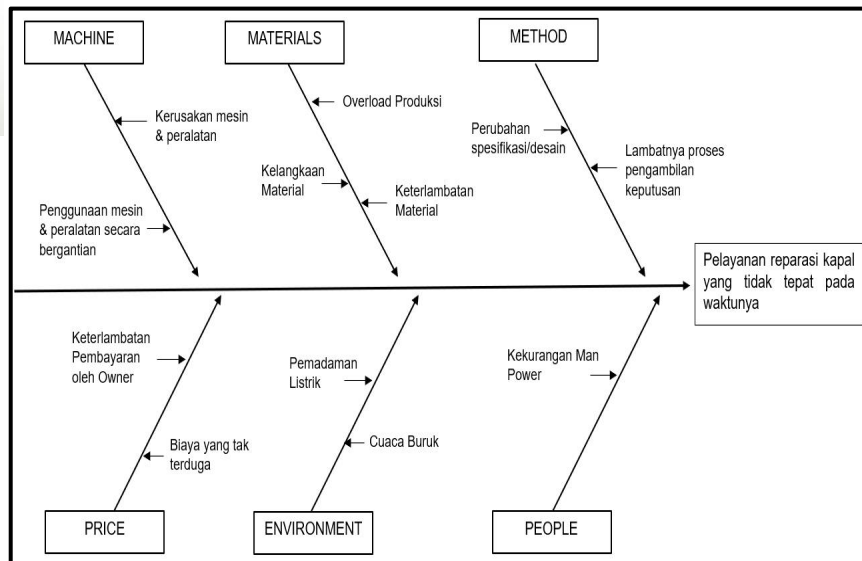 MACHINE
MATERIALS
METHOD
Kerusakan mesin
& peralatan
Penggunaan mesin
& peralatan secara
bergantian
Overload Produksi
Kelangkaan
Material
Keterlambatan
Material
Perubahan
spesifikasi/desain
Lambatnya proses
pengambilan
keputusan
Pelayanan reparasi kapal
yang tidak tepat pada
waktunya
Keterlambatan
Pembayaran
oleh Owner
Biaya yang tak
terduga
Pemadaman
Listrik
Cuaca Buruk
Kekurangan Man
Power
PRICE
ENVIRONMENT
PEOPLE